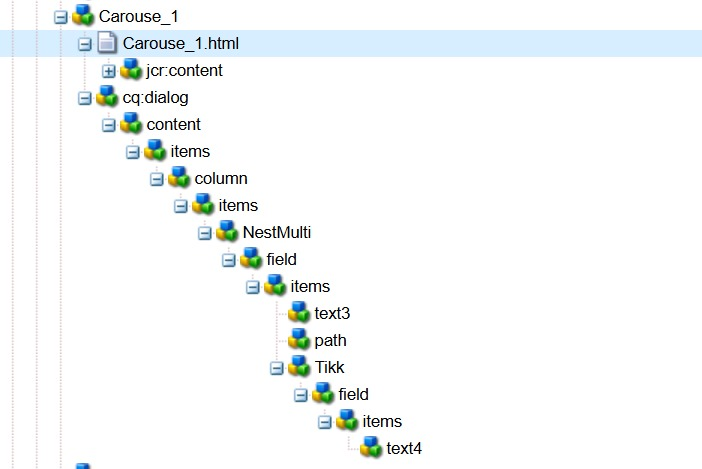 Carouse_1
Carouse_1.html
jcr:content
cq:dialog
content
items
column
items
NestMulti
field
items
text3
path
Tikk
field
items
text4